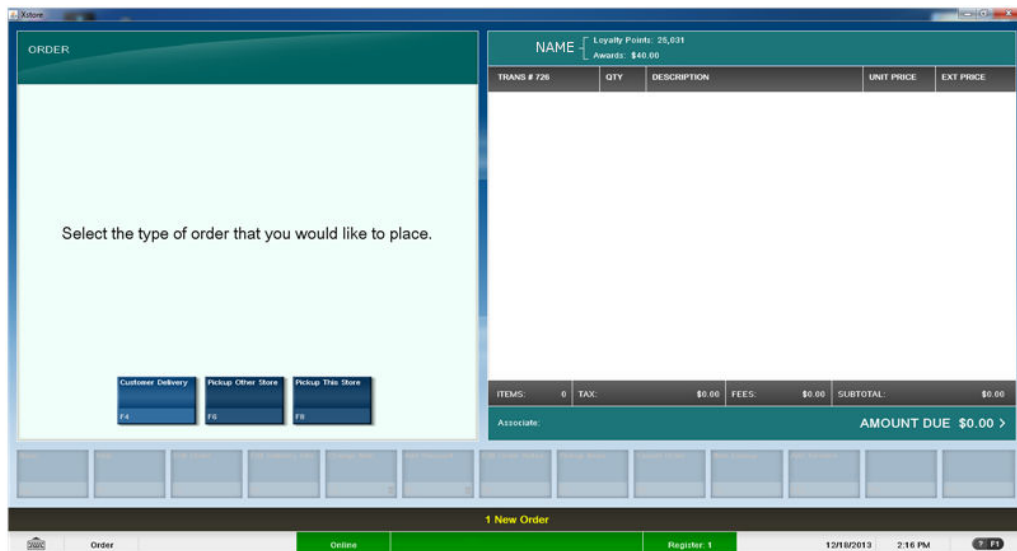 Xstore
ORDER
Select the type of order that you would like to place.
Customer Delivery
F4
Pickup Other Store
F6
Pickup This Store
F8
NAME
Loyalty Points: 25,031
Awards: $40.00
TRANS # 726 QTY DESCRIPTION UNIT PRICE EXT PRICE
ITEMS: 0 TAX: $0.00 FEES: $0.00 SUBTOTAL: $0.00
Associate: AMOUNT DUE $0.00 >
1 New Order
Order Online Register: 1 12/18/2013 2:16 PM ? F1